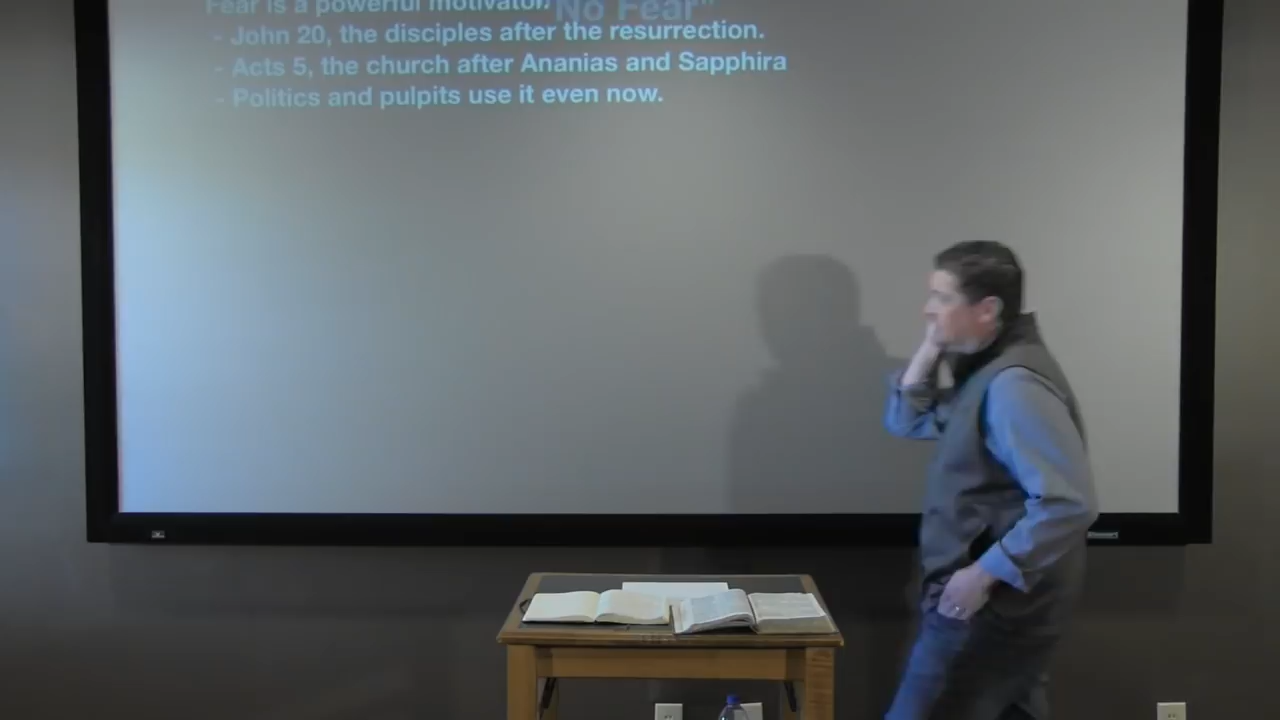 No Fear"
Fear is a powerful motivator.
- John 20, the disciples after the resurrection.
- Acts 5, the church after Ananias and Sapphira
- Politics and pulpits use it even now.